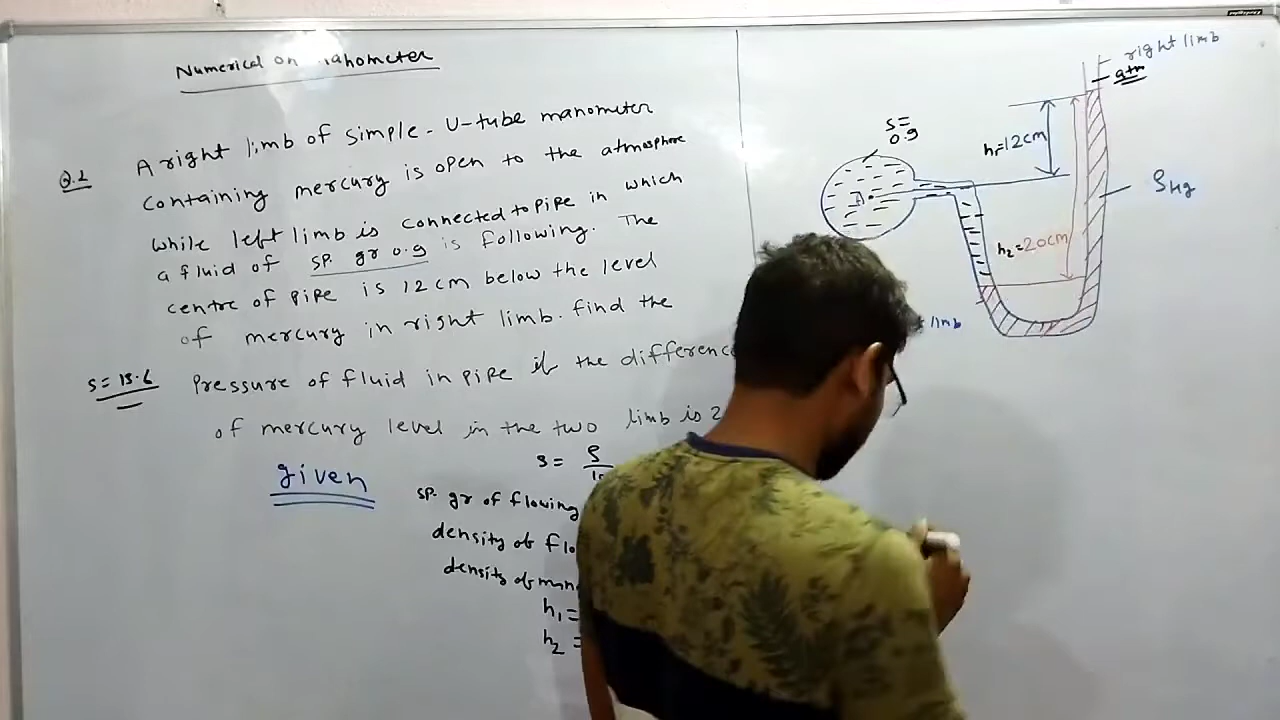 Numerical on Manometer
Q.2 A right limb of simple - U-tube manometer
containing mercury is open to the atmosphere
while left limb is connected to pipe in which
a fluid of sp. gr 0.9 is following. The
centre of pipe is 12 cm below the level
of mercury in right limb. find the
S = 13.6 Pressure of fluid in pipe if the difference
of mercury level in the two limb is 2
given
S = ρ
sp. gr of flowing
density of flo
density of man
h₁ =
h₂ =
right limb
atm
S =
0.9
h₁=12cm
A
ρHg
h₂=20cm
limb